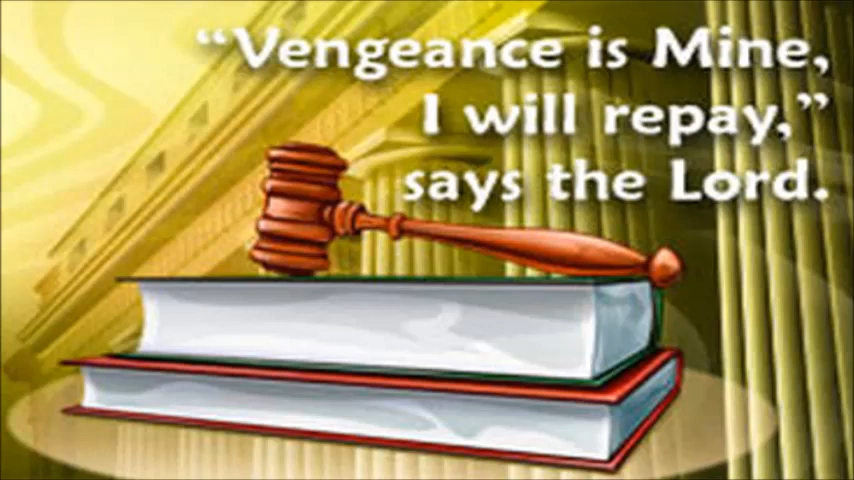 “Vengeance is Mine,
I will repay,”
says the Lord.